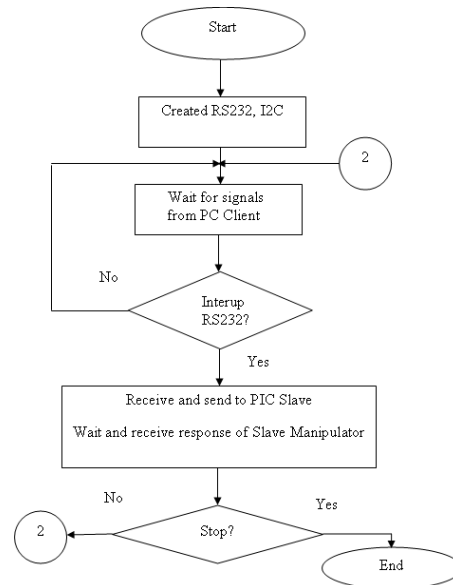 Start
Created RS232, I2C
2
Wait for signals
from PC Client
No
Interup
RS232?
Yes
Receive and send to PIC Slave
Wait and receive response of Slave Manipulator
No
Yes
2
Stop?
End